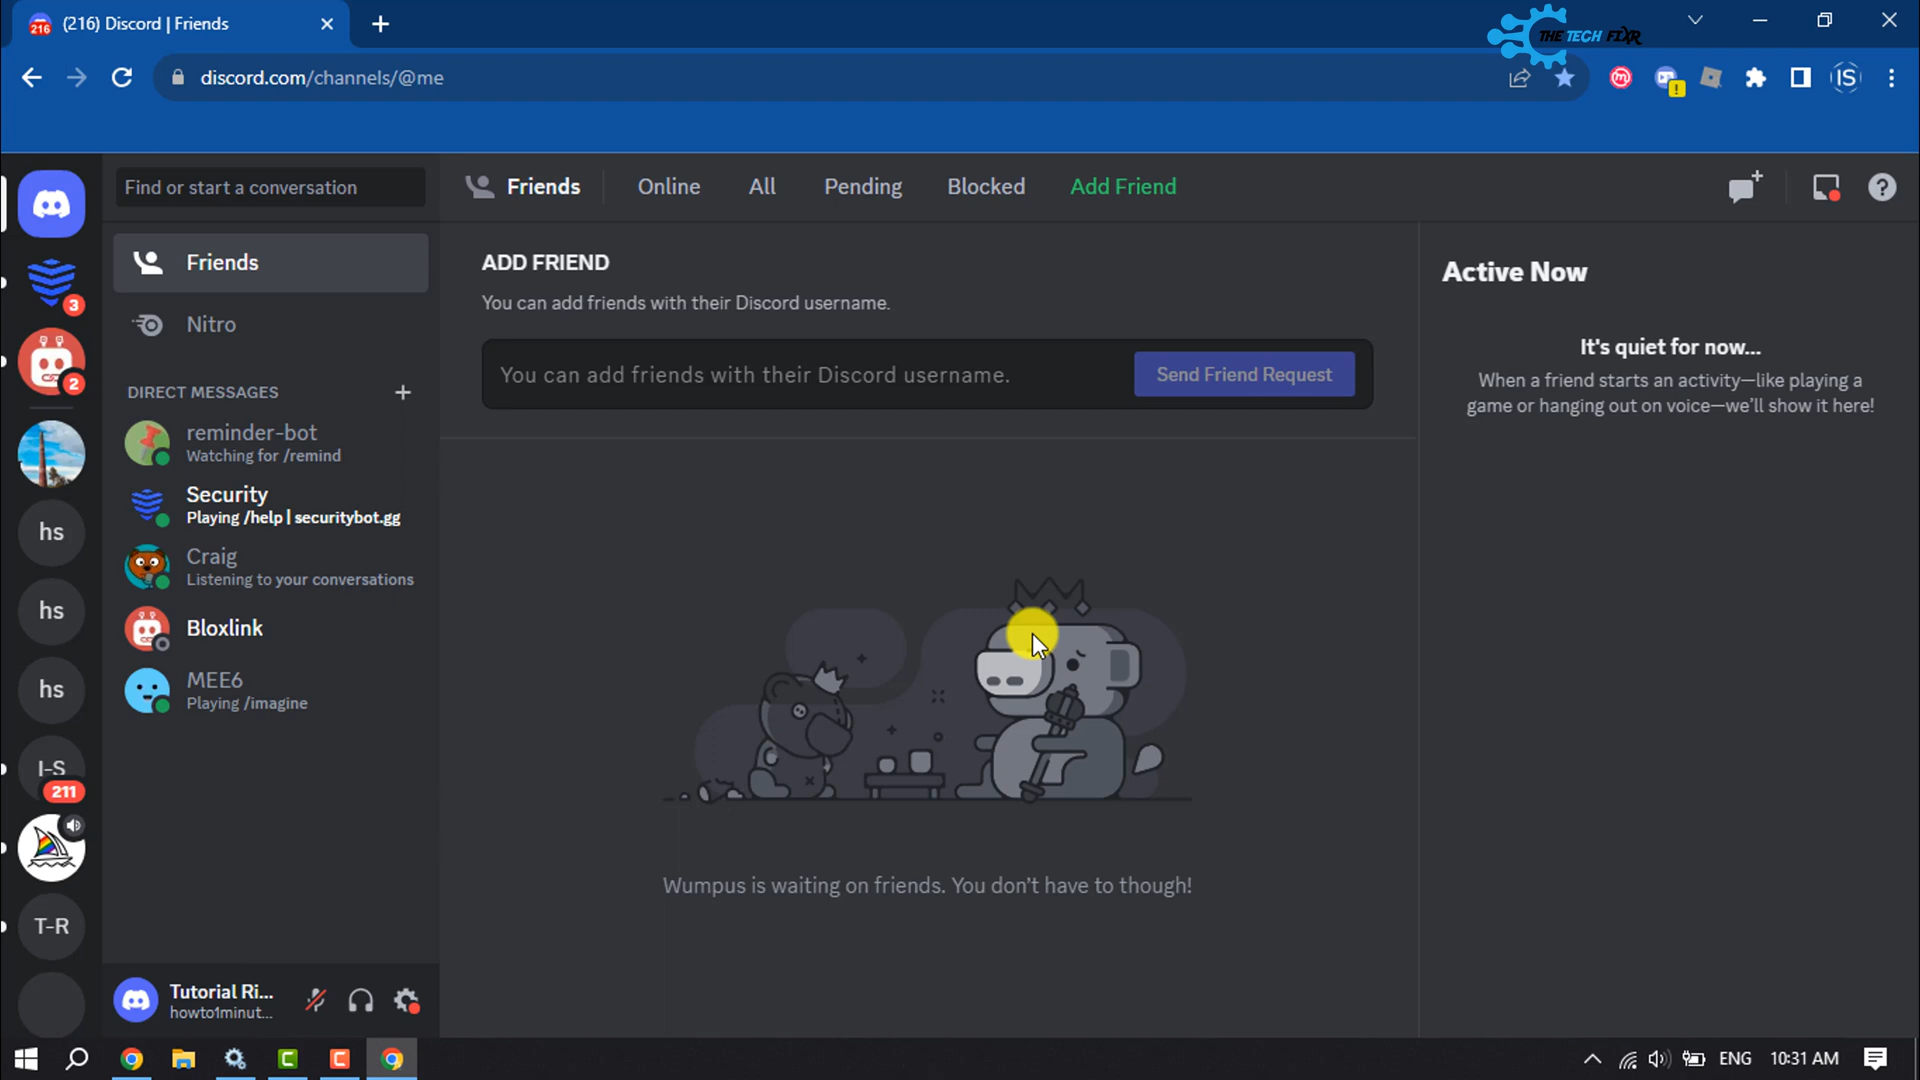 216
(216) Discord | Friends
THE TECH FIXR
discord.com/channels/@me
IS
Find or start a conversation
Friends
Online
All
Pending
Blocked
Add Friend
Friends
Nitro
DIRECT MESSAGES
reminder-bot
Watching for /remind
Security
Playing /help | securitybot.gg
Craig
Listening to your conversations
Bloxlink
MEE6
Playing /imagine
3
2
hs
hs
hs
I-S
211
T-R
ADD FRIEND
You can add friends with their Discord username.
You can add friends with their Discord username.
Send Friend Request
Wumpus is waiting on friends. You don't have to though!
Active Now
It's quiet for now...
When a friend starts an activity—like playing a
game or hanging out on voice—we'll show it here!
Tutorial Ri...
howto1minut...
ENG
10:31 AM